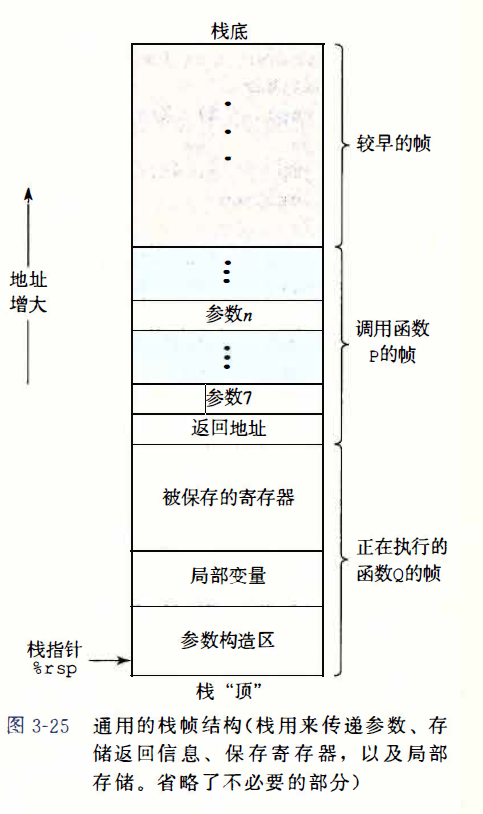 栈底
较早的帧
地址
增大
参数n
调用函数
P的帧
参数7
返回地址
被保存的寄存器
正在执行的
函数Q的帧
局部变量
参数构造区
栈指针
%rsp
栈“顶”
图 3-25 通用的栈帧结构(栈用来传递参数、存
储返回信息、保存寄存器，以及局部
存储。省略了不必要的部分)